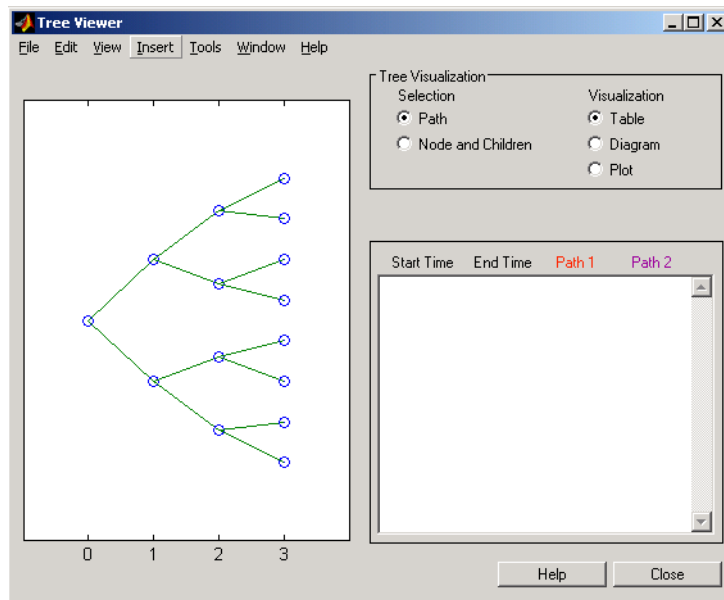 Tree Viewer
File Edit View Insert Tools Window Help
Tree Visualization
Selection
Visualization
Path
Table
Node and Children
Diagram
Plot
Start Time End Time Path 1 Path 2
0 1 2 3
Help Close